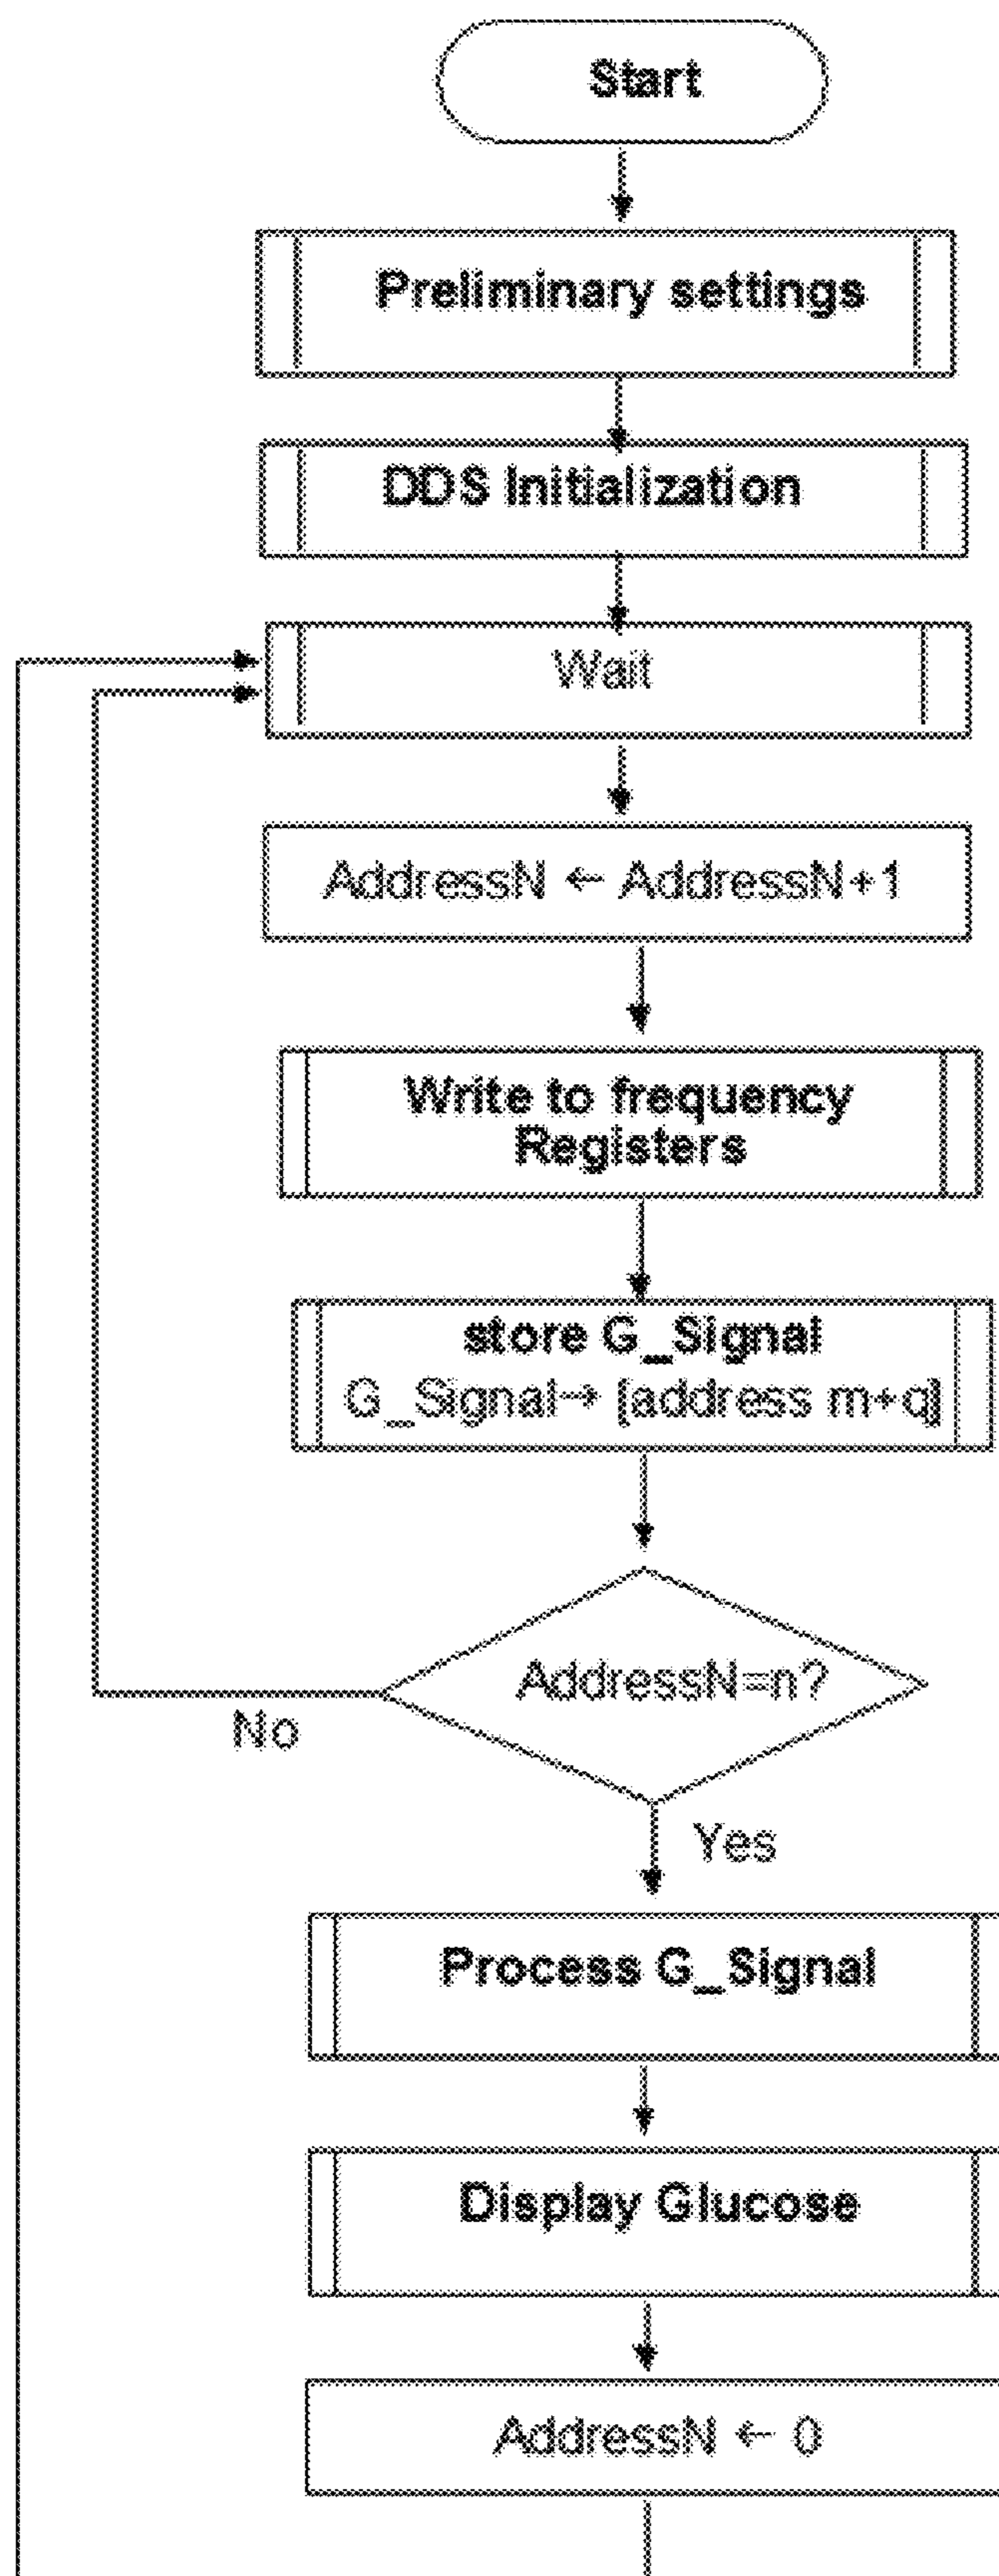 Start
Preliminary settings
DDS Initialization
Wait
AddressN ← AddressN+1
Write to frequency
Registers
store G_Signal
G_Signal→ [address m+q]
AddressN=n?
No
Yes
Process G_Signal
Display Glucose
AddressN ← 0